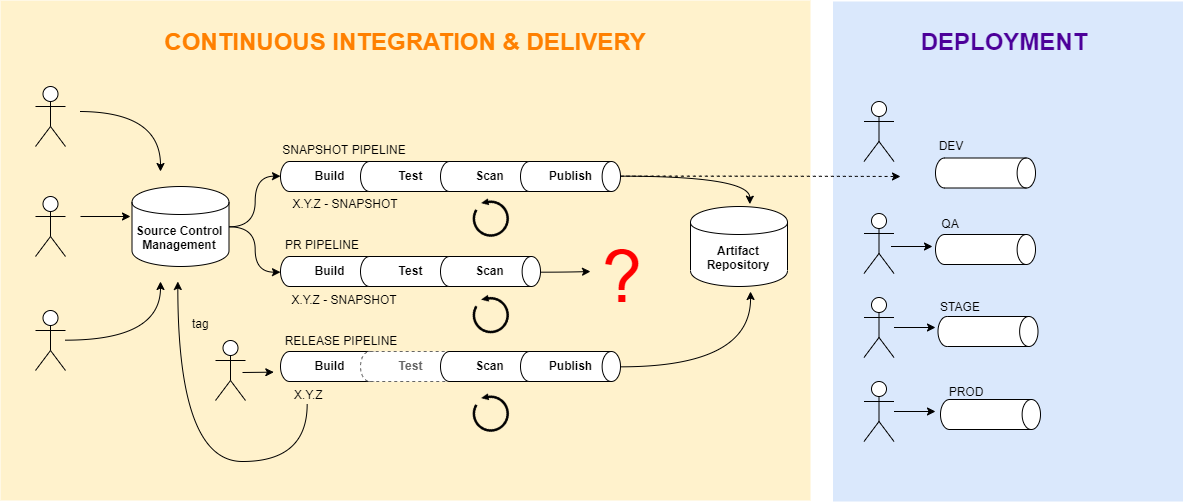 CONTINUOUS INTEGRATION & DELIVERY
DEPLOYMENT
SNAPSHOT PIPELINE
Build
Test
Scan
Publish
X.Y.Z - SNAPSHOT
Source Control
Management
PR PIPELINE
Build
Test
Scan
?
X.Y.Z - SNAPSHOT
Artifact
Repository
tag
RELEASE PIPELINE
Build
Test
Scan
Publish
X.Y.Z
DEV
QA
STAGE
PROD